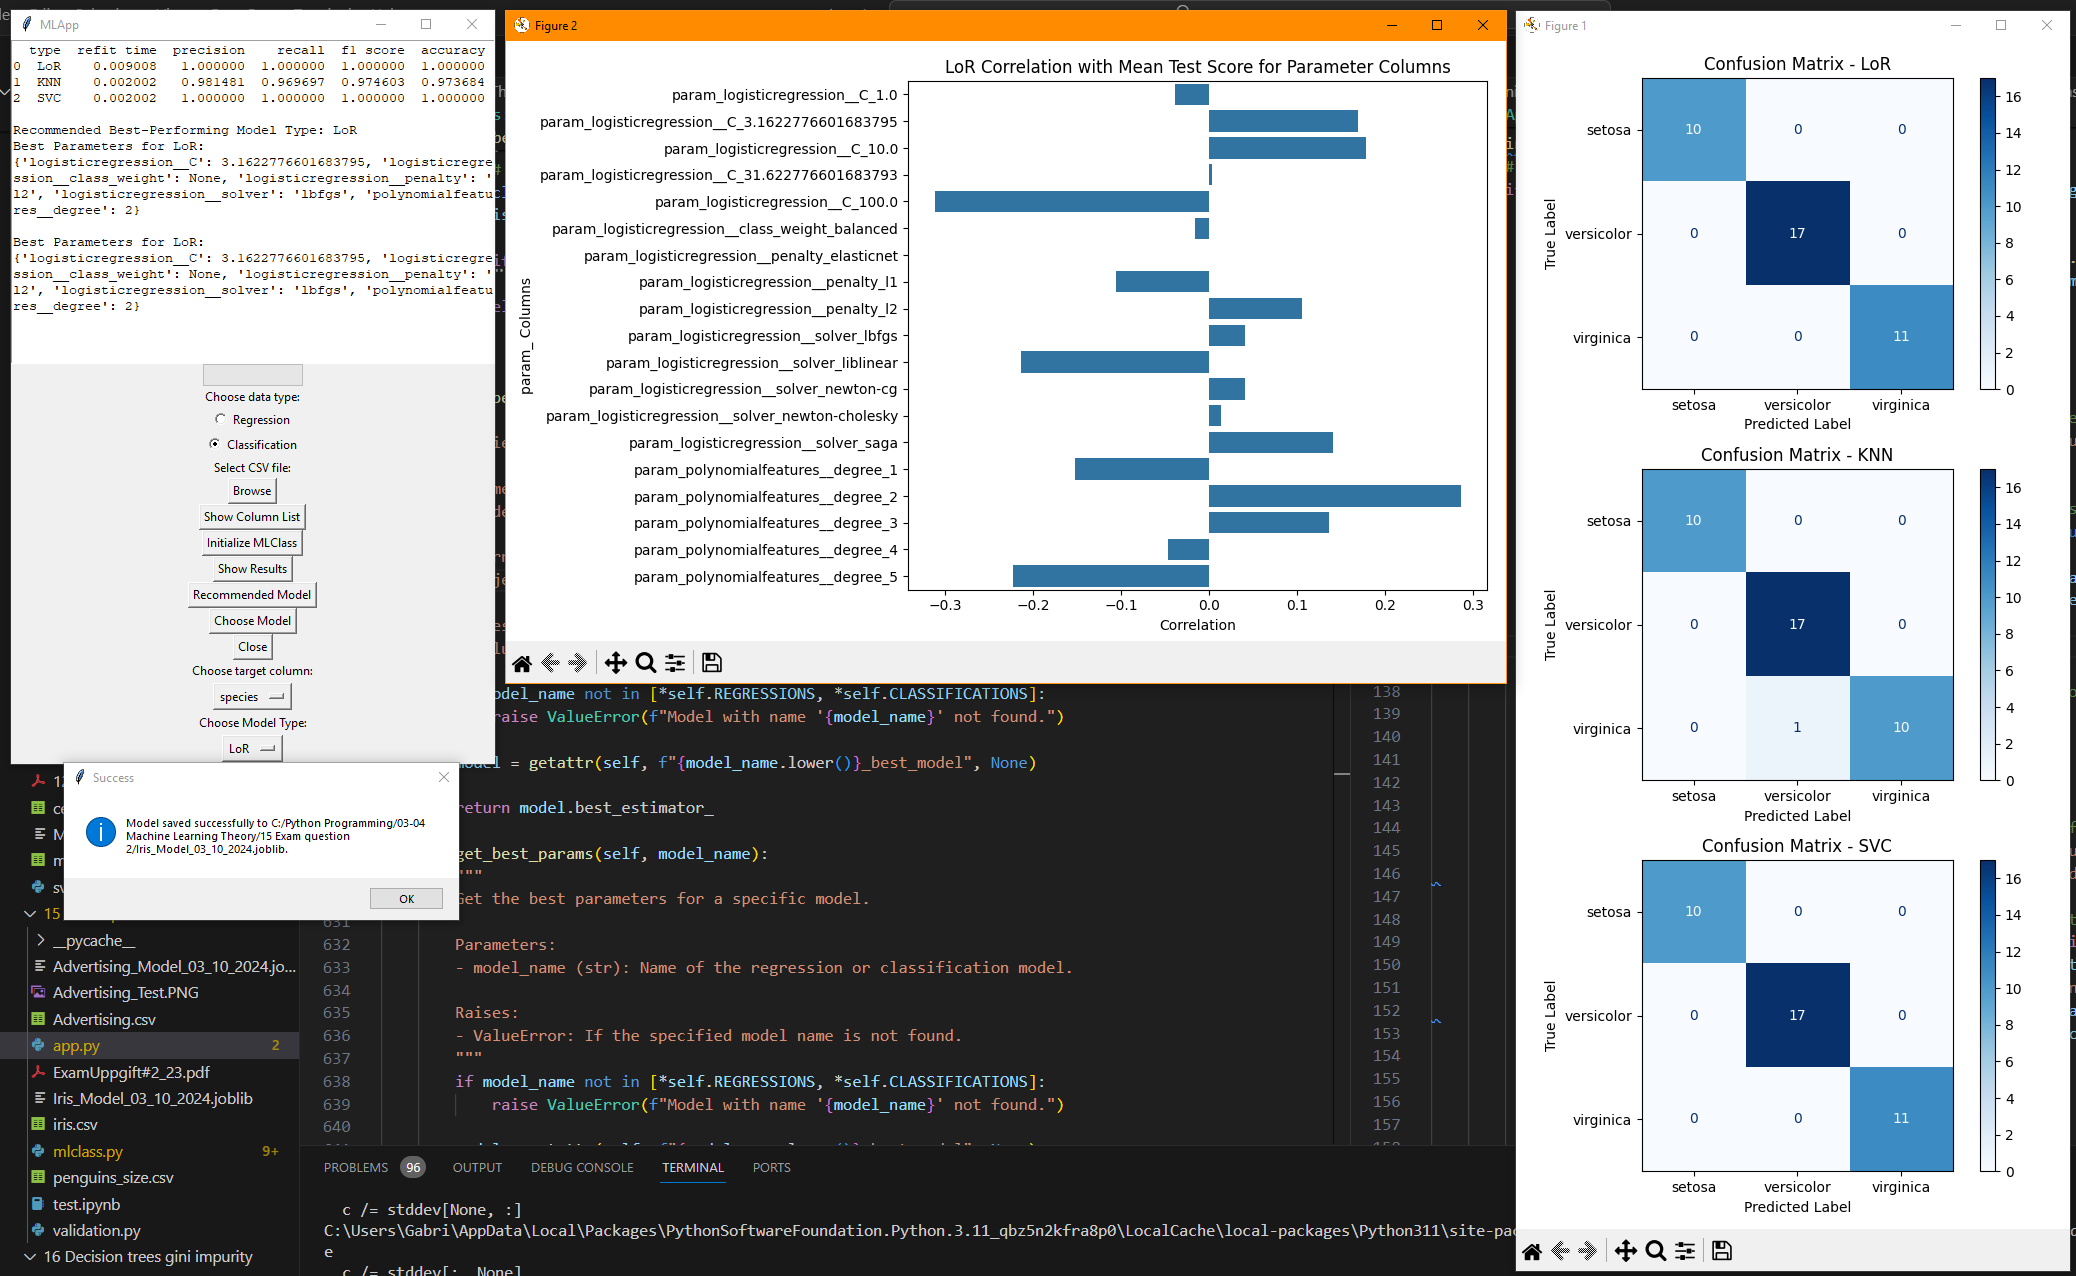 MLApp
type  refit time  precision  recall  f1 score  accuracy
0  LoR  0.009008  1.000000  1.000000  1.000000  1.000000
1  KNN  0.002002  0.981481  0.969697  0.974603  0.973684
2  SVC  0.002002  1.000000  1.000000  1.000000  1.000000
Recommended Best-Performing Model Type: LoR
Best Parameters for LoR:
{'logisticregression__C': 3.1622776601683795, 'logisticregre
ssion__class_weight': None, 'logisticregression__penalty': '
l2', 'logisticregression__solver': 'lbfgs', 'polynomialfeatu
res__degree': 2}
Best Parameters for LoR:
{'logisticregression__C': 3.1622776601683795, 'logisticregre
ssion__class_weight': None, 'logisticregression__penalty': '
l2', 'logisticregression__solver': 'lbfgs', 'polynomialfeatu
res__degree': 2}
Choose data type:
Regression
Classification
Select CSV file:
Browse
Show Column List
Initialize MLClass
Show Results
Recommended Model
Choose Model
Close
Choose target column:
species
Choose Model Type:
LoR
Success
Model saved successfully to C:/Python Programming/03-04
Machine Learning Theory/15 Exam question
2/Iris_Model_03_10_2024.joblib.
OK
15
__pycache__
Advertising_Model_03_10_2024.jo...
Advertising_Test.PNG
Advertising.csv
app.py 2
ExamUppgift#2_23.pdf
Iris_Model_03_10_2024.joblib
iris.csv
mlclass.py 9+
penguins_size.csv
test.ipynb
validation.py
16 Decision trees gini impurity
Figure 2
LoR Correlation with Mean Test Score for Parameter Columns
param_ Columns
param_logisticregression__C_1.0
param_logisticregression__C_3.1622776601683795
param_logisticregression__C_10.0
param_logisticregression__C_31.622776601683793
param_logisticregression__C_100.0
param_logisticregression__class_weight_balanced
param_logisticregression__penalty_elasticnet
param_logisticregression__penalty_l1
param_logisticregression__penalty_l2
param_logisticregression__solver_lbfgs
param_logisticregression__solver_liblinear
param_logisticregression__solver_newton-cg
param_logisticregression__solver_newton-cholesky
param_logisticregression__solver_saga
param_polynomialfeatures__degree_1
param_polynomialfeatures__degree_2
param_polynomialfeatures__degree_3
param_polynomialfeatures__degree_4
param_polynomialfeatures__degree_5
−0.3 −0.2 −0.1 0.0 0.1 0.2 0.3
Correlation
model_name not in [*self.REGRESSIONS, *self.CLASSIFICATIONS]:
raise ValueError(f"Model with name '{model_name}' not found.")
= getattr(self, f"{model_name.lower()}_best_model", None)
return model.best_estimator_
get_best_params(self, model_name):
"""
Get the best parameters for a specific model.
631
632 Parameters:
633 - model_name (str): Name of the regression or classification model.
634
635 Raises:
636 - ValueError: If the specified model name is not found.
637 """
638 if model_name not in [*self.REGRESSIONS, *self.CLASSIFICATIONS]:
639 raise ValueError(f"Model with name '{model_name}' not found.")
640
138
139
140
141
142
143
144
145
146
147
148
149
150
151
152
153
154
155
156
157
PROBLEMS 96 OUTPUT DEBUG CONSOLE TERMINAL PORTS
c /= stddev[None, :]
C:\Users\Gabri\AppData\Local\Packages\PythonSoftwareFoundation.Python.3.11_qbz5n2kfra8p0\LocalCache\local-packages\Python311\site-pac
e
c /= stddev[:, None]
Figure 1
Confusion Matrix - LoR
True Label
setosa 10 0 0
versicolor 0 17 0
virginica 0 0 11
setosa versicolor virginica
Predicted Label
16
14
12
10
8
6
4
2
0
Confusion Matrix - KNN
True Label
setosa 10 0 0
versicolor 0 17 0
virginica 0 1 10
setosa versicolor virginica
Predicted Label
16
14
12
10
8
6
4
2
0
Confusion Matrix - SVC
True Label
setosa 10 0 0
versicolor 0 17 0
virginica 0 0 11
setosa versicolor virginica
Predicted Label
16
14
12
10
8
6
4
2
0